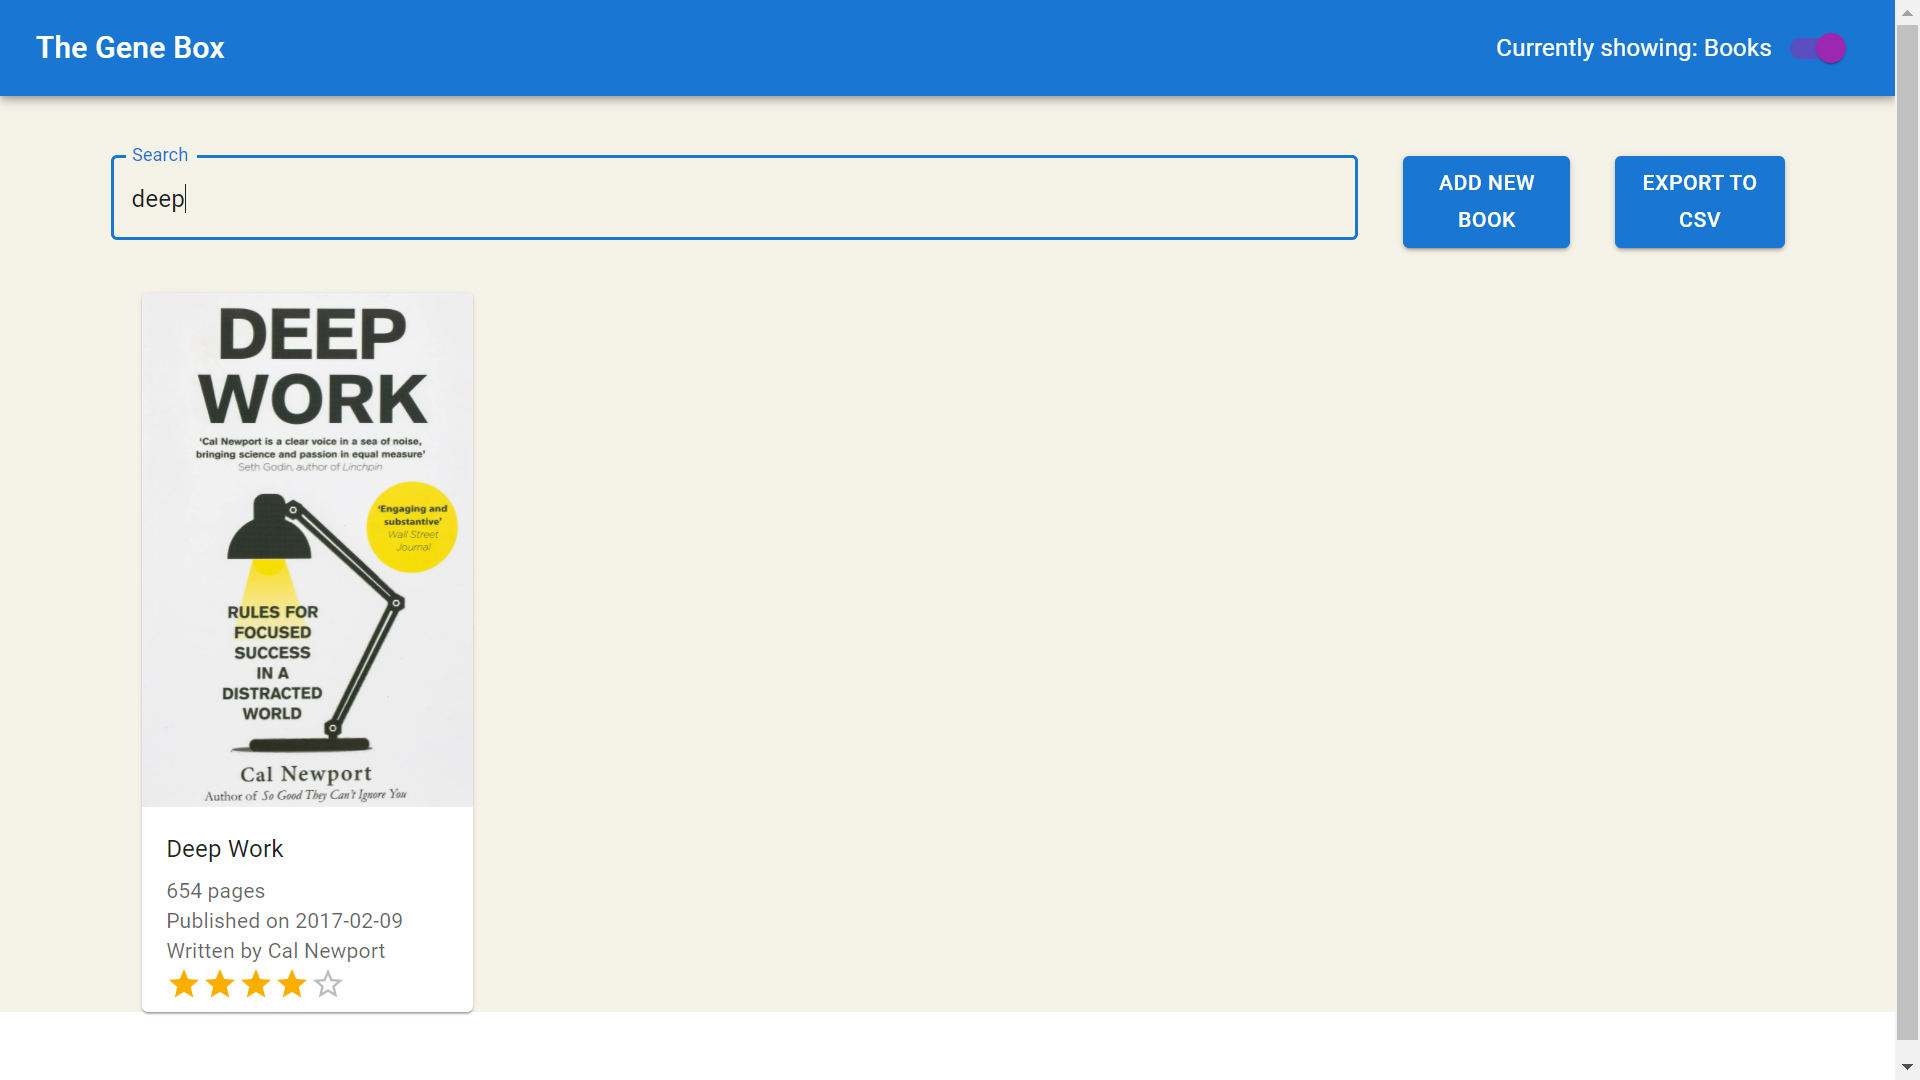 The Gene Box
Currently showing: Books
Search
deep
ADD NEW
BOOK
EXPORT TO
CSV
DEEP
WORK
‘Cal Newport is a clear voice in a sea of noise,
bringing science and passion in equal measure’
Seth Godin, author of Linchpin
‘Engaging and
substantive’
Wall Street
Journal
RULES FOR
FOCUSED
SUCCESS
IN A
DISTRACTED
WORLD
Cal Newport
Author of So Good They Can't Ignore You
Deep Work
654 pages
Published on 2017-02-09
Written by Cal Newport